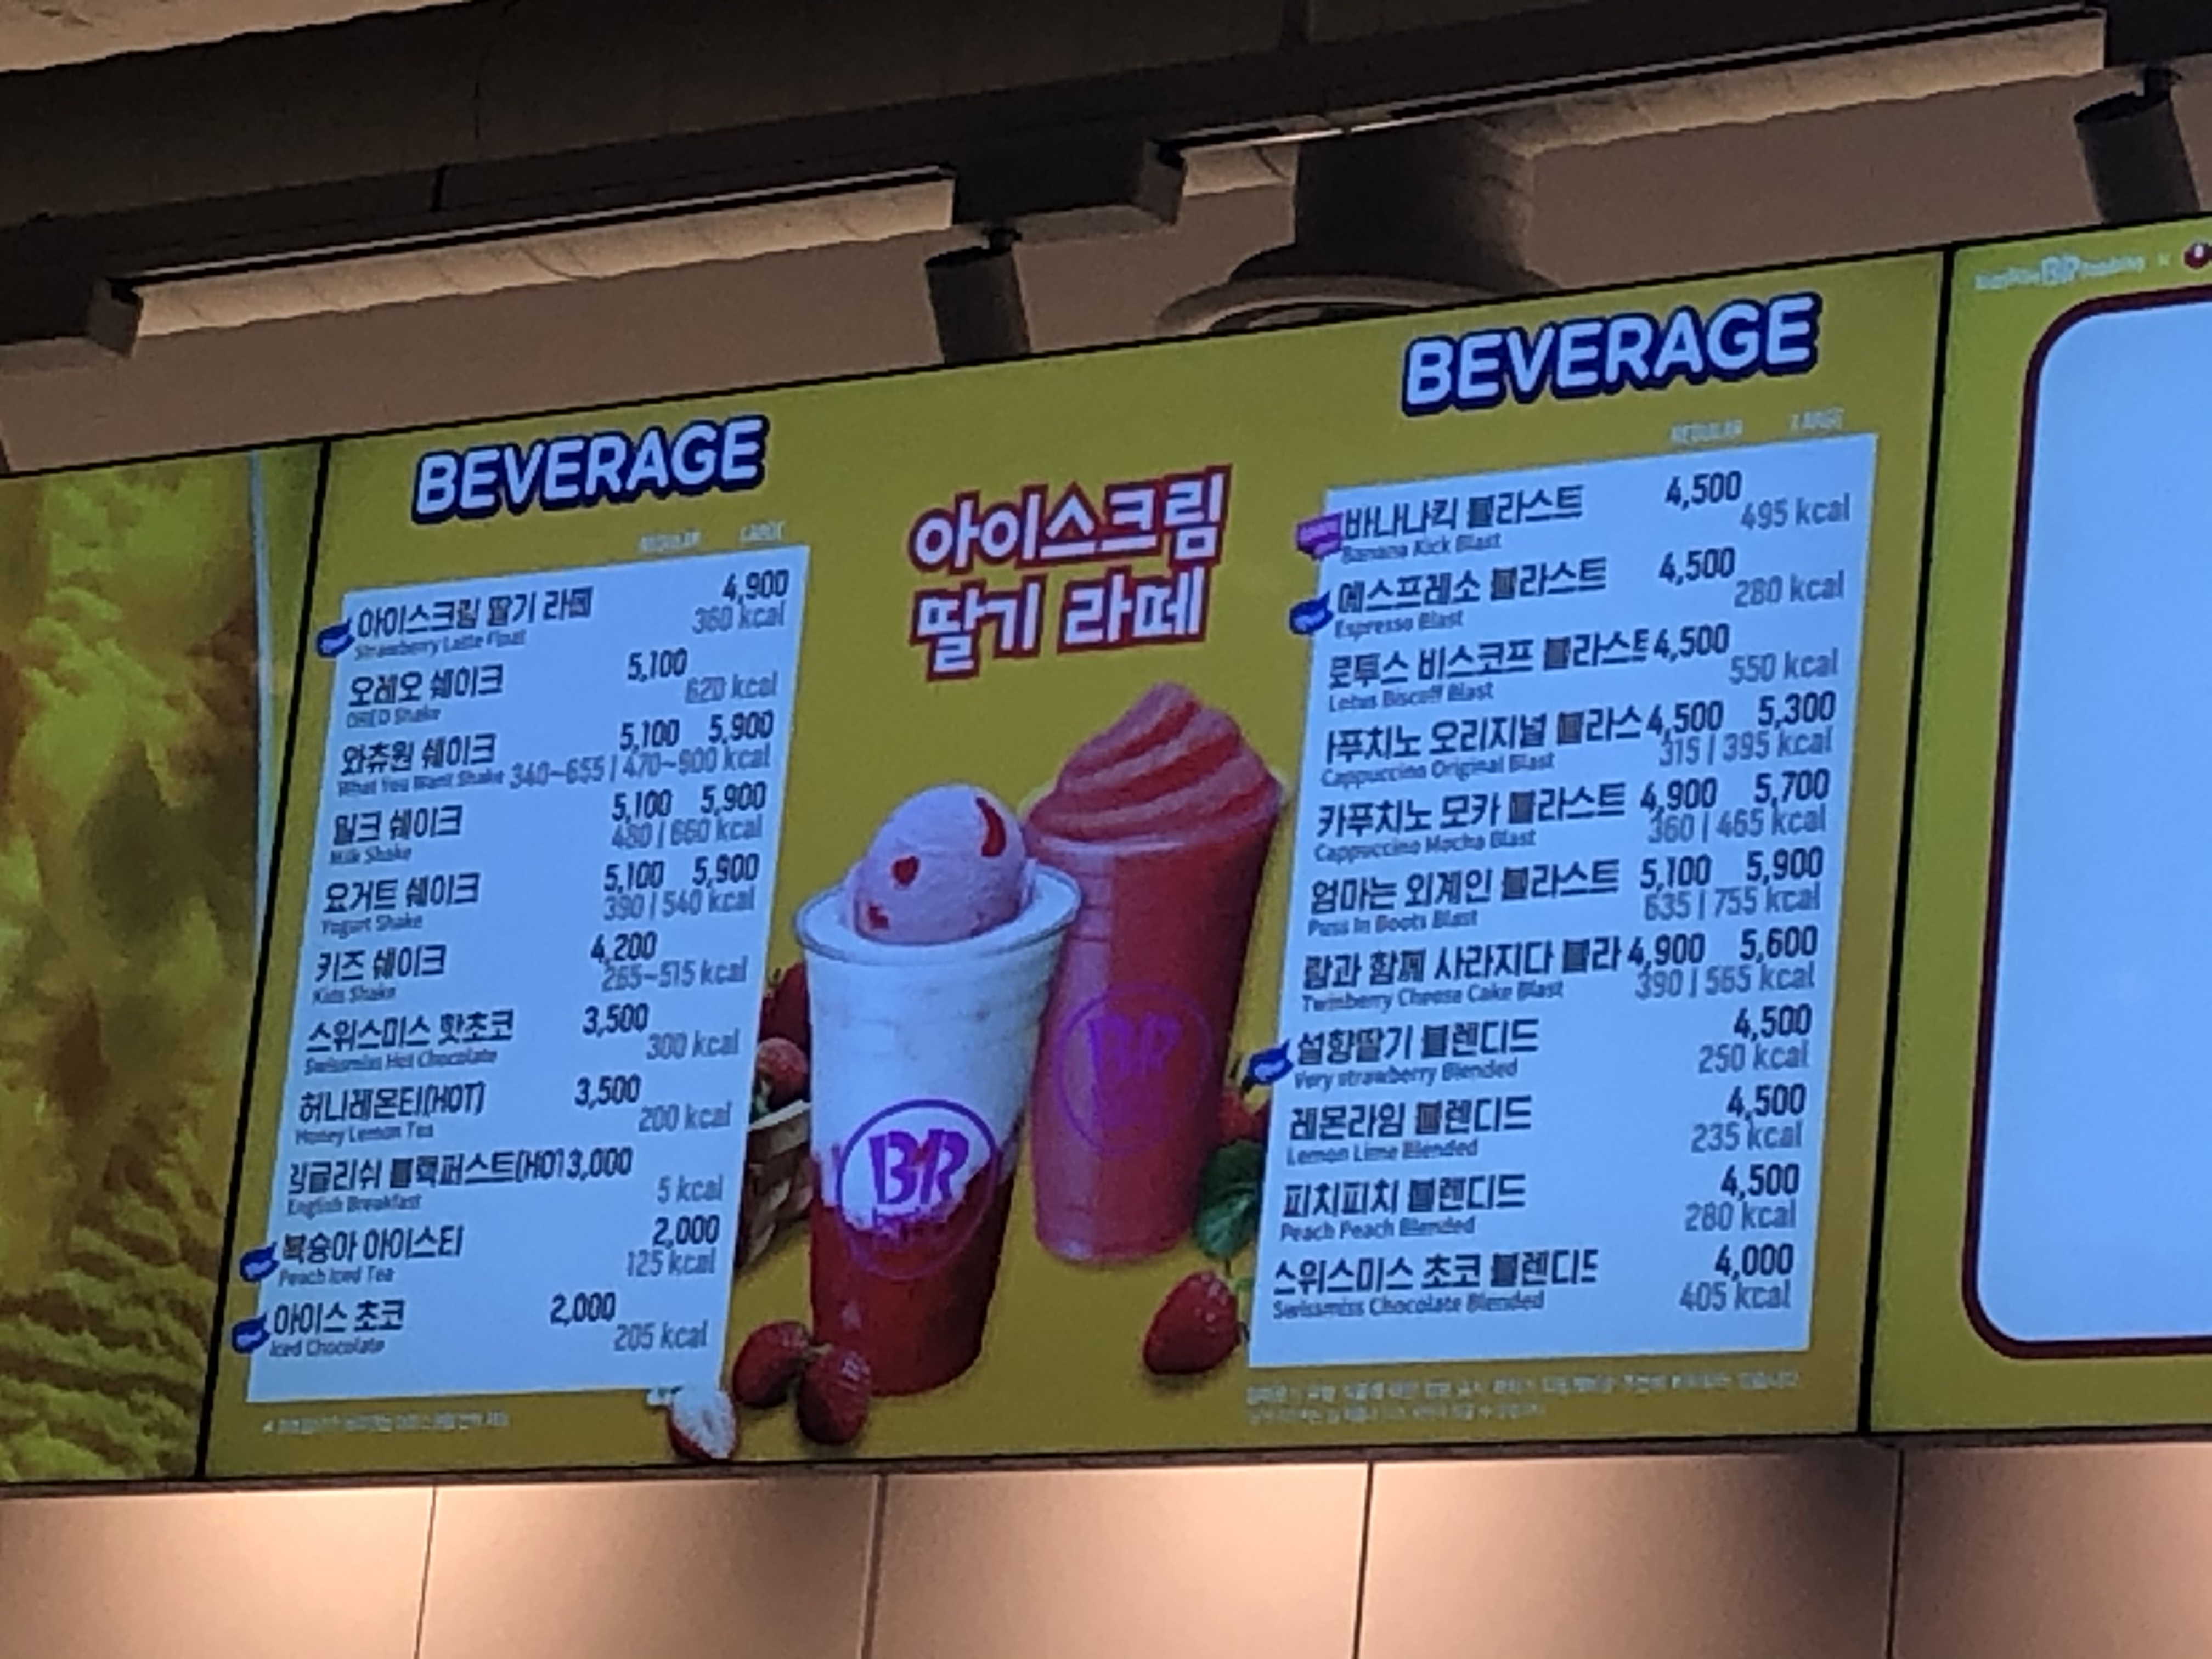 BEVERAGE
REGULAR LARGE
아이스크림 딸기 라떼 4,900
Strawberry Latte Float 360 kcal
오레오 쉐이크 5,100
OREO Shake 620 kcal
와츄원 쉐이크 5,100 5,900
What You Want Shake 340~655 | 470~900 kcal
밀크 쉐이크 5,100 5,900
Milk Shake 480 | 660 kcal
요거트 쉐이크 5,100 5,900
Yogurt Shake 390 | 540 kcal
키즈 쉐이크 4,200
Kids Shake 265~515 kcal
스위스미스 핫초코 3,500
Swissmiss Hot Chocolate 300 kcal
허니레몬티(HOT) 3,500
Honey Lemon Tea 200 kcal
잉글리쉬 블랙퍼스트(HOT 3,000
English Breakfast 5 kcal
복숭아 아이스티 2,000
Peach Iced Tea 125 kcal
아이스 초코 2,000
Iced Chocolate 205 kcal
아이스크림
딸기 라떼
BR
BR
BEVERAGE
REGULAR LARGE
바나나킥 블라스트 4,500
Banana Kick Blast 495 kcal
에스프레소 블라스트 4,500
Espresso Blast 280 kcal
로투스 비스코프 블라스트 4,500
Lotus Biscoff Blast 550 kcal
푸치노 오리지널 블라스 4,500 5,300
Cappuccino Original Blast 315 | 395 kcal
카푸치노 모카 블라스트 4,900 5,700
Cappuccino Mocha Blast 360 | 465 kcal
엄마는 외계인 블라스트 5,100 5,900
Puss In Boots Blast 635 | 755 kcal
람과 함께 사라지다 블라 4,900 5,600
Twinberry Cheese Cake Blast 390 | 565 kcal
설향딸기 블렌디드 4,500
Very strawberry Blended 250 kcal
레몬라임 블렌디드 4,500
Lemon Lime Blended 235 kcal
피치피치 블렌디드 4,500
Peach Peach Blended 280 kcal
스위스미스 초코 블렌디드 4,000
Swissmiss Chocolate Blended 405 kcal